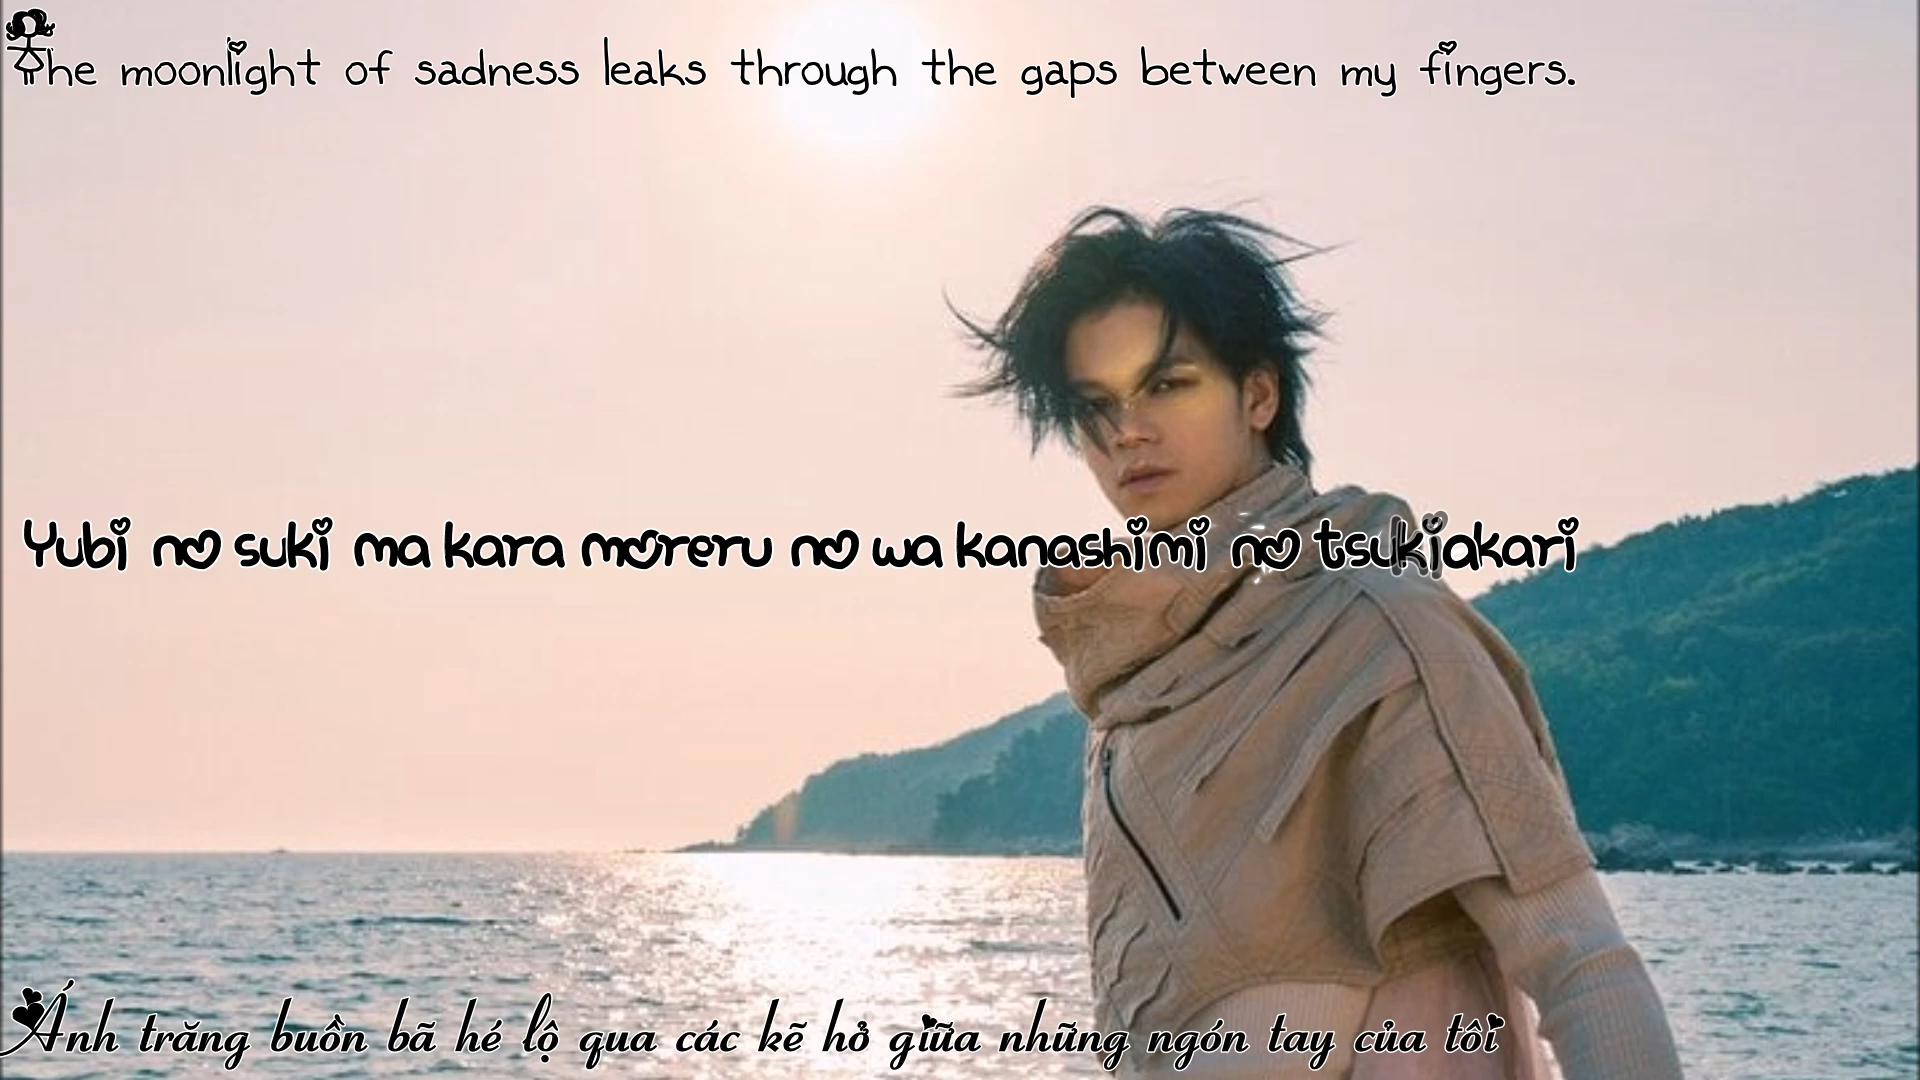 The moonlight of sadness leaks through the gaps between my fingers.
Yubi no suki ma kara moreru no wa kanashimi no tsukiakari
Ánh trăng buồn bã hé lộ qua các kẽ hở giữa những ngón tay của tôi